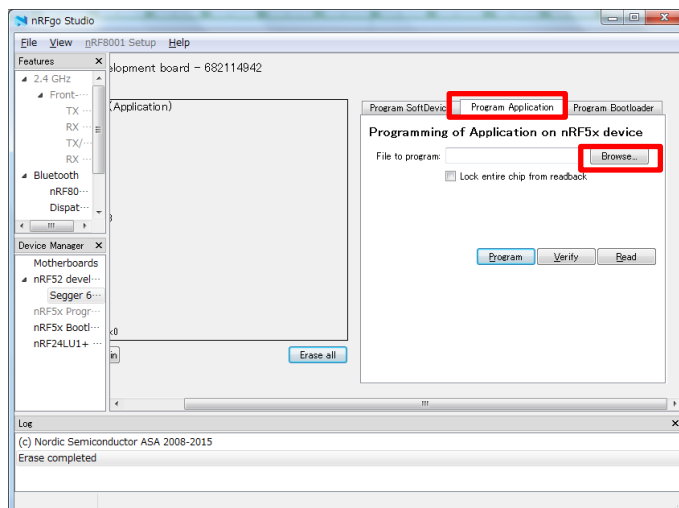 nRFgo Studio
File View nRF8001 Setup Help
Features
2.4 GHz
Front-…
TX …
RX …
TX/…
RX …
Bluetooth
nRF80…
Dispat…
Device Manager
Motherboards
nRF52 devel…
Segger 6…
nRF5x Progr…
nRF5x Bootl…
nRF24LU1+ …
elopment board - 682114942
(Application)
x0
in
Erase all
Program SoftDevic
Program Application
Program Bootloader
Programming of Application on nRF5x device
File to program:
Browse...
Lock entire chip from readback
Program
Verify
Read
Log
(c) Nordic Semiconductor ASA 2008-2015
Erase completed